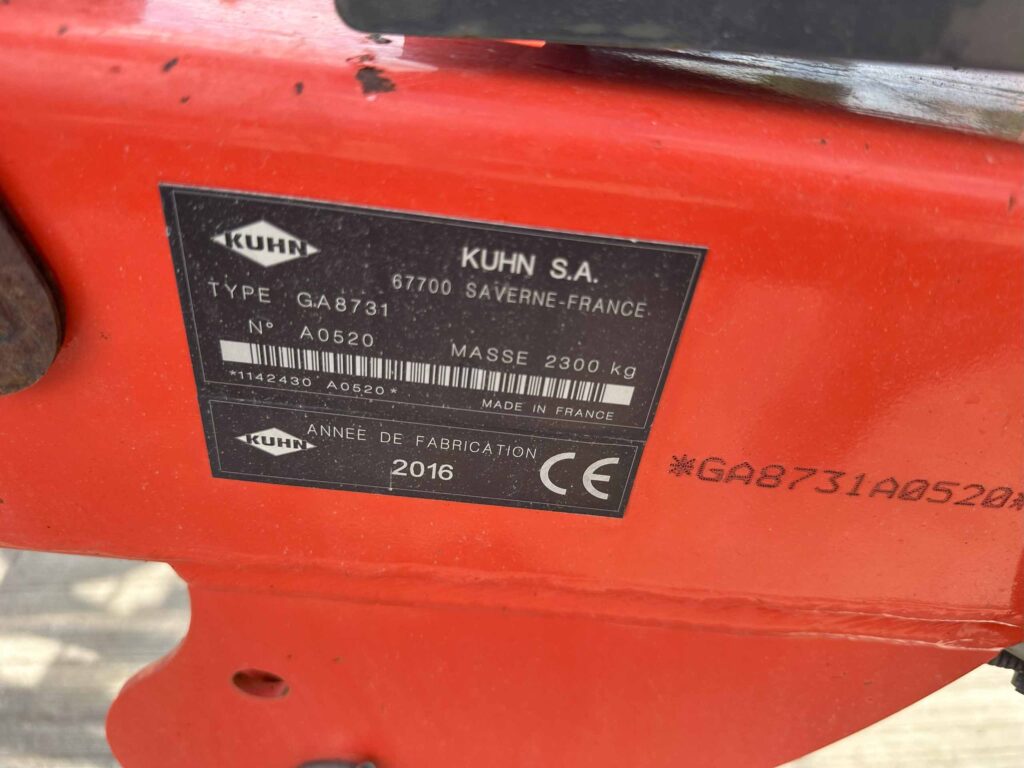 KUHN
KUHN S.A.
67700 SAVERNE-FRANCE
TYPE GA8731
N° A0520
MASSE 2300 kg
*1142430 A0520*
MADE IN FRANCE
KUHN
ANNEE DE FABRICATION
2016
CE
*GA8731A0520*